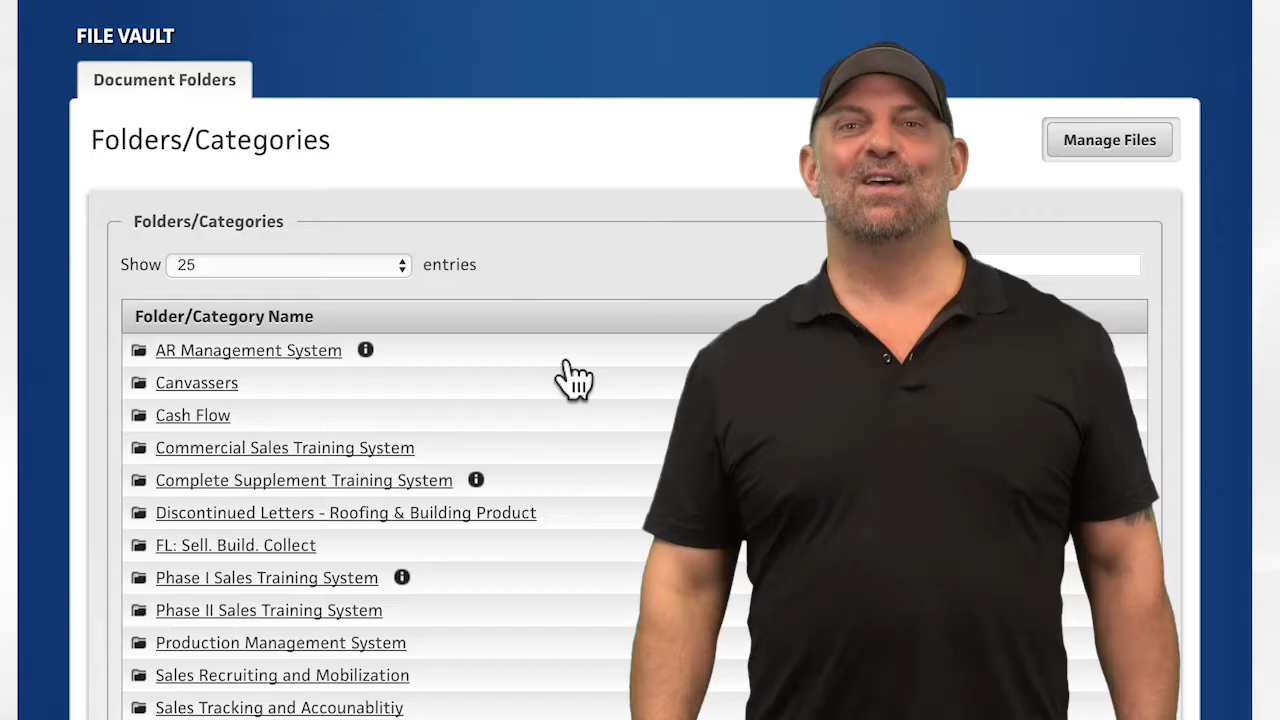 FILE VAULT
Document Folders
Folders/Categories
Manage Files
Folders/Categories
Show 25 entries
Folder/Category Name
AR Management System
Canvassers
Cash Flow
Commercial Sales Training System
Complete Supplement Training System
Discontinued Letters - Roofing & Building Product
FL: Sell. Build. Collect
Phase I Sales Training System
Phase II Sales Training System
Production Management System
Sales Recruiting and Mobilization
Sales Tracking and Accounablitiy